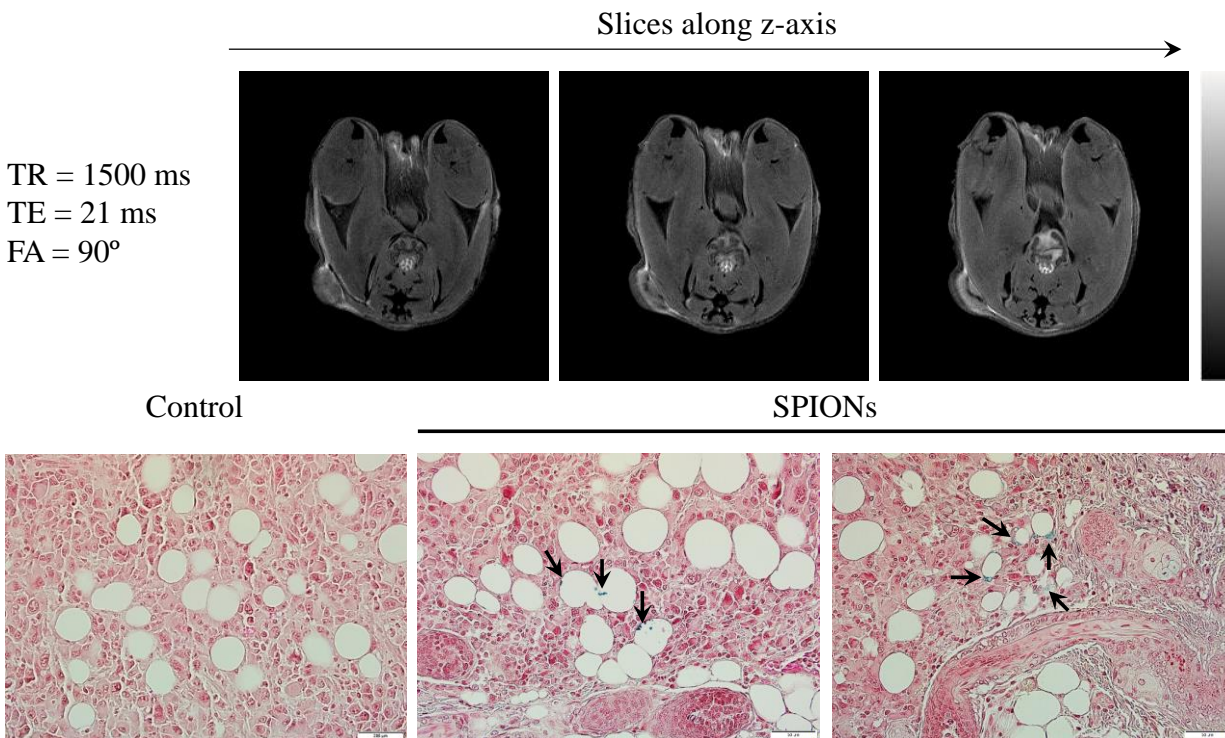 Slices along z-axis
TR = 1500 ms
TE = 21 ms
FA = 90º
Control
SPIONs